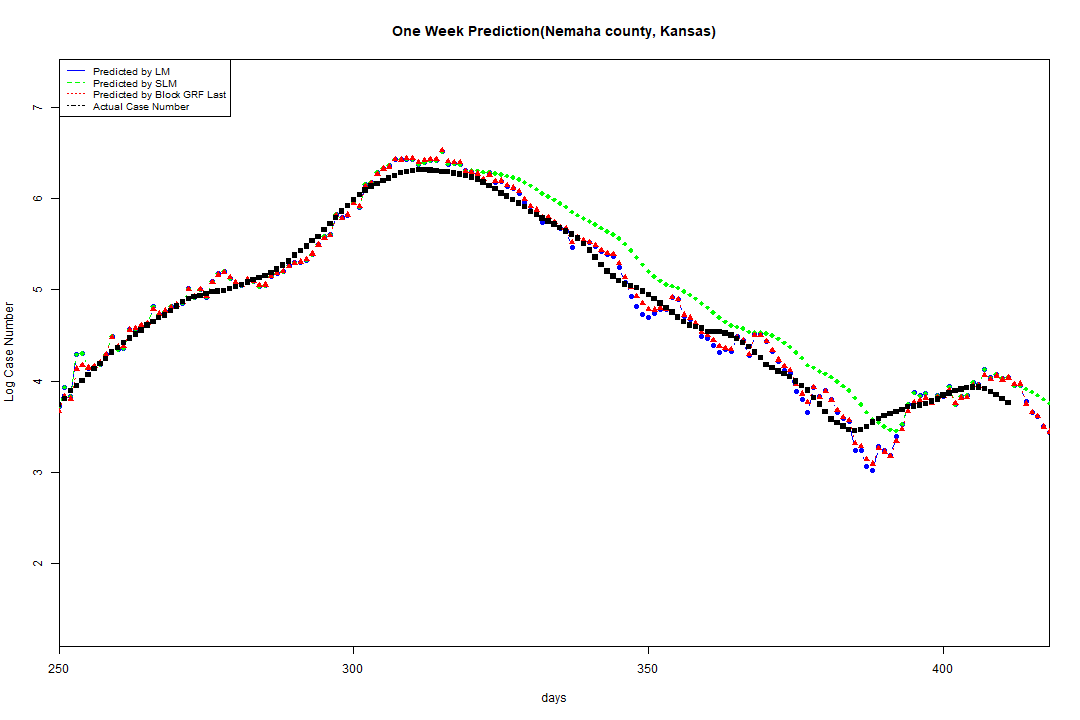 One Week Prediction(Nemaha county, Kansas)
Predicted by LM
Predicted by SLM
Predicted by Block GRF Last
Actual Case Number
7
6
5
4
3
2
Log Case Number
250 300 350 400
days